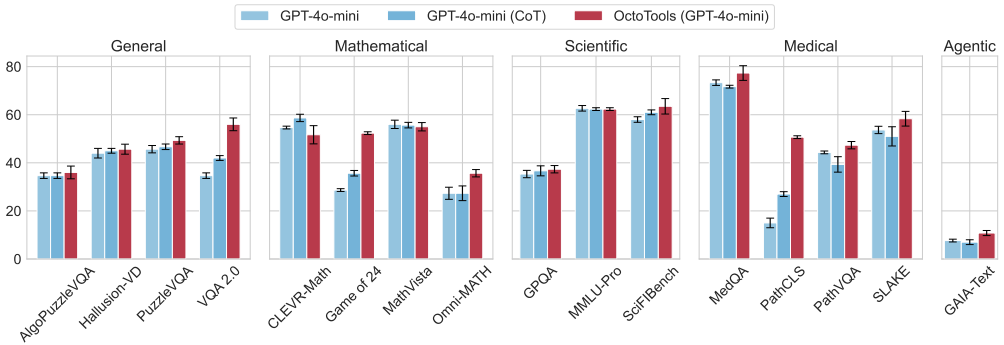 GPT-4o-mini GPT-4o-mini (CoT) OctoTools (GPT-4o-mini)
General Mathematical Scientific Medical Agentic
80
60
40
20
0
AlgoPuzzleVQA Hallusion-VD PuzzleVQA VQA 2.0 CLEVR-Math Game of 24 MathVista Omni-MATH GPQA MMLU-Pro SciFIBench MedQA PathCLS PathVQA SLAKE GAIA-Text